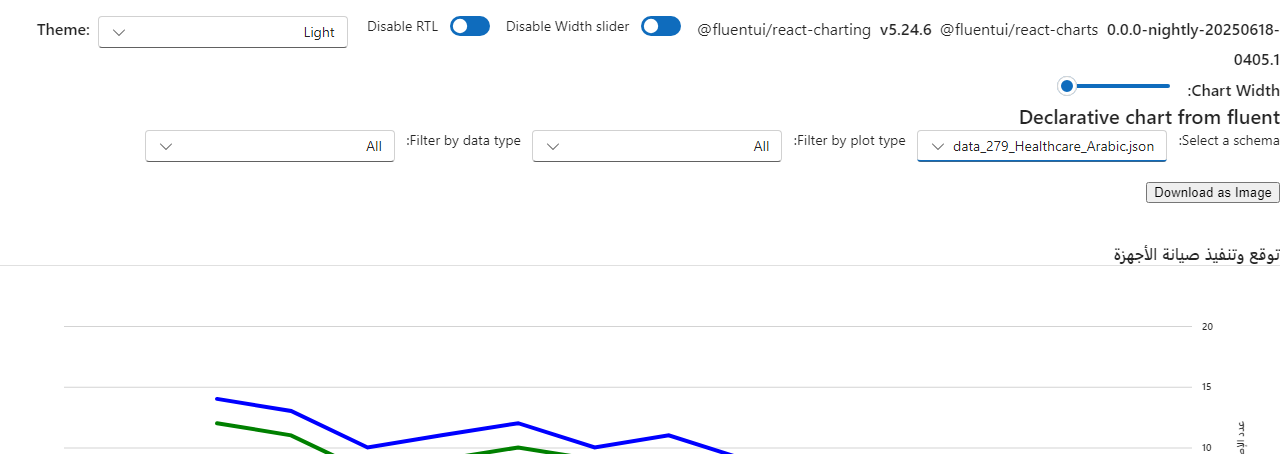 Theme: Light Disable RTL Disable Width slider @fluentui/react-charting v5.24.6 @fluentui/react-charts 0.0.0-nightly-20250618-
0405.1
:Chart Width
Declarative chart from fluent
:Select a schema data_279_Healthcare_Arabic.json :Filter by plot type All :Filter by data type All
Download as Image
توقع وتنفيذ صيانة الأجهزة
20
15
10
عدد